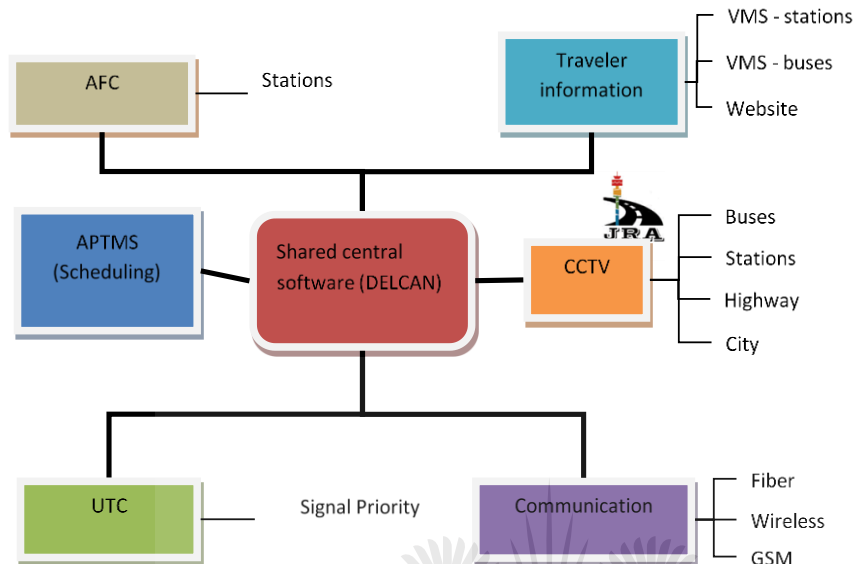 VMS - stations
Traveler
information
VMS - buses
Website
AFC
Stations
JRA
APTMS
(Scheduling)
Shared central
software (DELCAN)
CCTV
Buses
Stations
Highway
City
UTC
Signal Priority
Communication
Fiber
Wireless
GSM